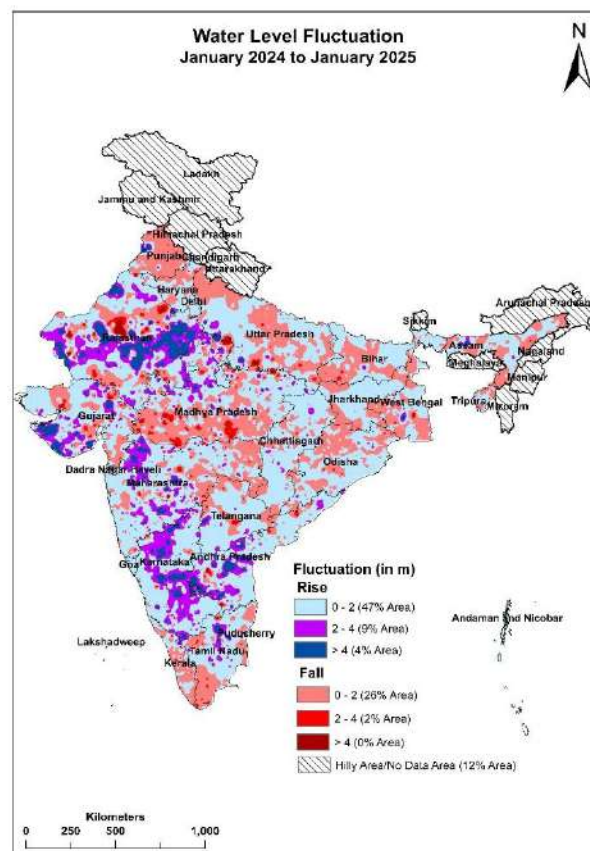 Water Level Fluctuation
January 2024 to January 2025
N
Ladakh
Jammu and Kashmir
Himachal Pradesh
Punjab
Chandigarh
Uttarakhand
Haryana
Delhi
Arunachal Pradesh
Rajasthan
Uttar Pradesh
Sikkim
Assam
Nagaland
Meghalaya
Bihar
Manipur
Gujarat
Madhya Pradesh
Jharkhand
West Bengal
Tripura
Mizoram
Chhattisgarh
Dadra Nagar Haveli
Odisha
Maharashtra
Telangana
Goa
Karnataka
Andhra Pradesh
Fluctuation (in m)
Rise
0 - 2 (47% Area)
2 - 4 (9% Area)
> 4 (4% Area)
Andaman and Nicobar
Puducherry
Lakshadweep
Tamil Nadu
Kerala
Fall
0 - 2 (26% Area)
2 - 4 (2% Area)
> 4 (0% Area)
Hilly Area/No Data Area (12% Area)
Kilometers
0 250 500 1,000